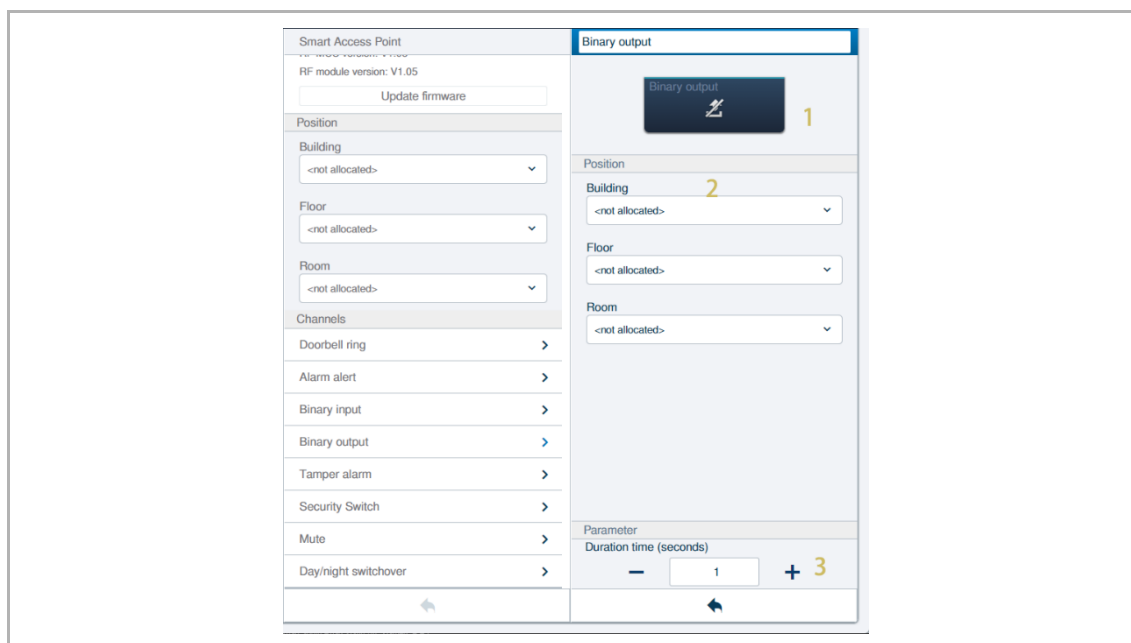 Smart Access Point
RF module version: V1.05
Update firmware
Position
Building
<not allocated>
Floor
<not allocated>
Room
<not allocated>
Channels
Doorbell ring
Alarm alert
Binary input
Binary output
Tamper alarm
Security Switch
Mute
Day/night switchover
Binary output
Binary output
1
Position
2
Building
<not allocated>
Floor
<not allocated>
Room
<not allocated>
Parameter
Duration time (seconds)
1
3